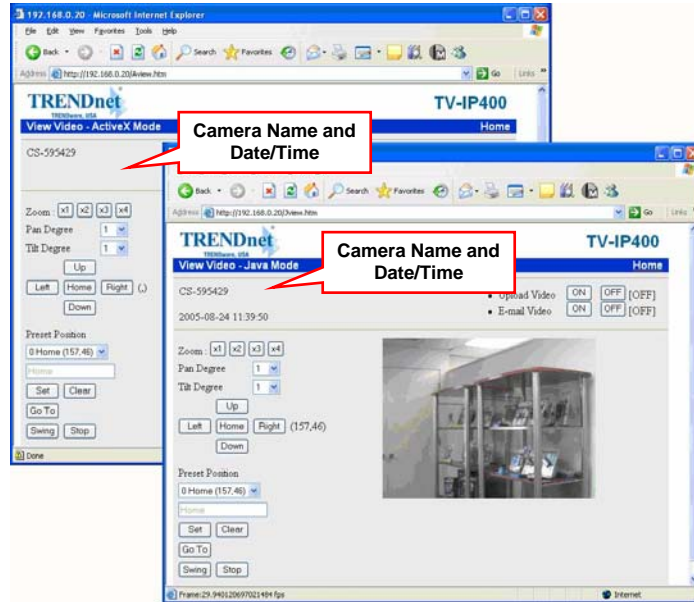 197.168.0.20 - Microsoft Internet Explorer
File Edit View Favorites Tools Help
Back Search Favorites
Address http://192.168.0.20/Aview.htm Go Links
TRENDnet
TRENDware, USA
TV-IP400
View Video - ActiveX Mode Home
CS-595429
Zoom : x1 x2 x3 x4
Pan Degree 1
Tilt Degree 1
Up
Left Home Right (,)
Down
Preset Position
0 Home (157,46)
Home
Set Clear
Go To
Swing Stop
Done
Camera Name and
Date/Time
Back Search Favorites
Address http://192.168.0.20/Jview.htm Go Links
TRENDnet
TRENDware, USA
TV-IP400
View Video - Java Mode Home
CS-595429
2005-08-24 11:39:50
Upload Video ON OFF [OFF]
E-mail Video ON OFF [OFF]
Zoom : x1 x2 x3 x4
Pan Degree 1
Tilt Degree 1
Up
Left Home Right (157,46)
Down
Preset Position
0 Home (157,46)
Home
Set Clear
Go To
Swing Stop
Frame:29.940120697021484 fps Internet
Camera Name and
Date/Time